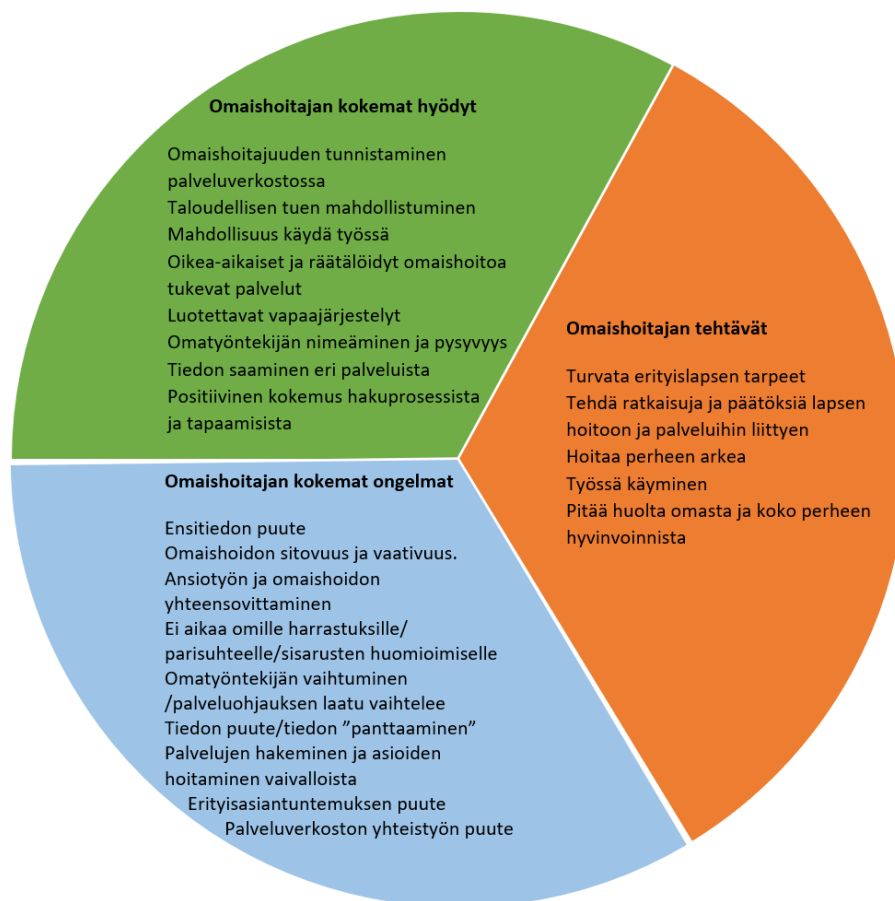 Omaishoitajan kokemat hyödyt
Omaishoitajuuden tunnistaminen
palveluverkostossa
Taloudellisen tuen mahdollistuminen
Mahdollisuus käydä työssä
Oikea-aikaiset ja räätälöidyt omaishoitoa
tukevat palvelut
Luotettavat vapaajärjestelyt
Omatyöntekijän nimeäminen ja pysyvyys
Tiedon saaminen eri palveluista
Positiivinen kokemus hakuprosessista
ja tapaamisista
Omaishoitajan tehtävät
Turvata erityislapsen tarpeet
Tehdä ratkaisuja ja päätöksiä lapsen
hoitoon ja palveluihin liittyen
Hoitaa perheen arkea
Työssä käyminen
Pitää huolta omasta ja koko perheen
hyvinvoinnista
Omaishoitajan kokemat ongelmat
Ensitiedon puute
Omaishoidon sitovuus ja vaativuus.
Ansiotyön ja omaishoidon
yhteensovittaminen
Ei aikaa omille harrastuksille/
parisuhteelle/sisarusten huomioimiselle
Omatyöntekijän vaihtuminen
/palveluohjauksen laatu vaihtelee
Tiedon puute/tiedon ”panttaaminen”
Palvelujen hakeminen ja asioiden
hoitaminen vaivalloista
Erityisasiantuntemuksen puute
Palveluverkoston yhteistyön puute